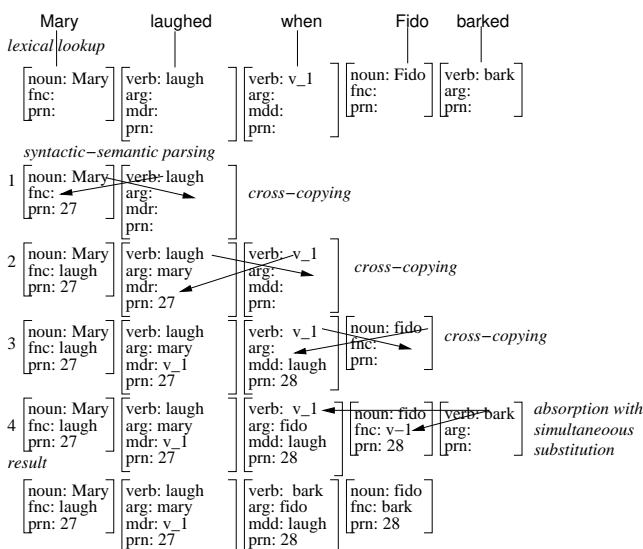 Mary laughed when Fido barked
lexical lookup
noun: Mary verb: laugh verb: v_1 noun: Fido verb: bark
fnc: arg: arg: fnc: arg:
prn: mdr: mdd: prn: prn:
prn: prn:
syntactic−semantic parsing
1 noun: Mary verb: laugh
fnc: arg: cross−copying
prn: 27 mdr:
prn:
2 noun: Mary verb: laugh verb: v_1
fnc: laugh arg: mary arg: cross−copying
prn: 27 mdr: mdd:
prn: 27 prn:
3 noun: Mary verb: laugh verb: v_1 noun: fido
fnc: laugh arg: mary arg: fnc: cross−copying
prn: 27 mdr: v_1 mdd: laugh prn:
prn: 27 prn: 28
4 noun: Mary verb: laugh verb: v_1 noun: fido verb: bark absorption with
fnc: laugh arg: mary arg: fido fnc: v−1 arg: simultaneoous
prn: 27 mdr: v_1 mdd: laugh prn: 28 prn: substitution
result prn: 27 prn: 28
noun: Mary verb: laugh verb: bark noun: fido
fnc: laugh arg: mary arg: fido fnc: bark
prn: 27 mdr: v_1 mdd: laugh prn: 28
prn: 27 prn: 28